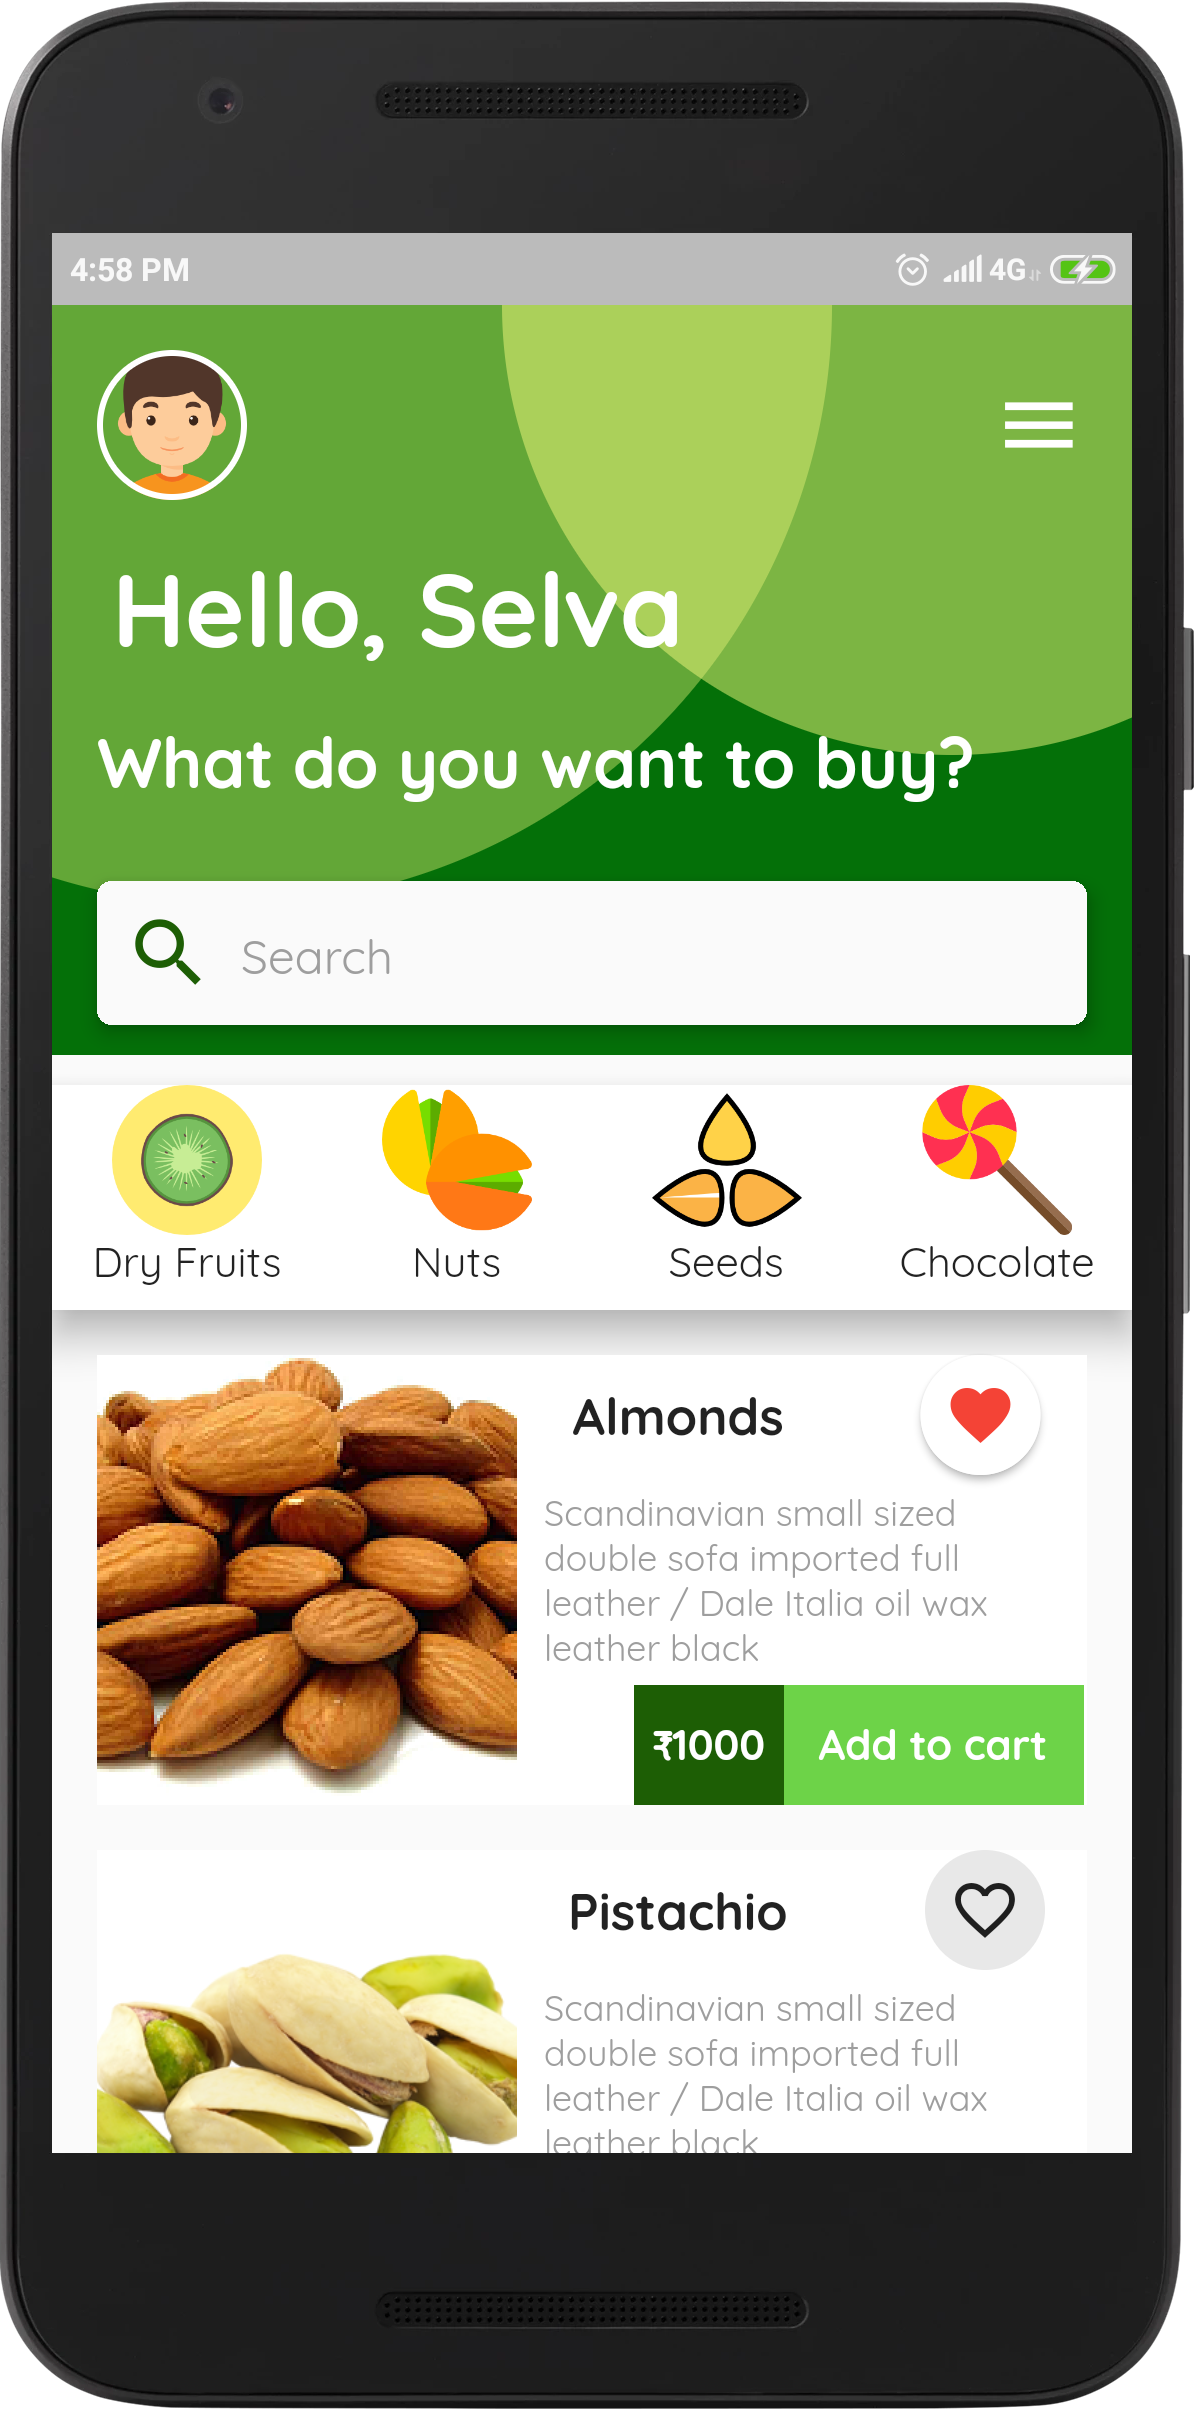 4:58 PM
4G
Hello, Selva
What do you want to buy?
Search
Dry Fruits
Nuts
Seeds
Chocolate
Almonds
Scandinavian small sized
double sofa imported full
leather / Dale Italia oil wax
leather black
₹1000
Add to cart
Pistachio
Scandinavian small sized
double sofa imported full
leather / Dale Italia oil wax
leather black